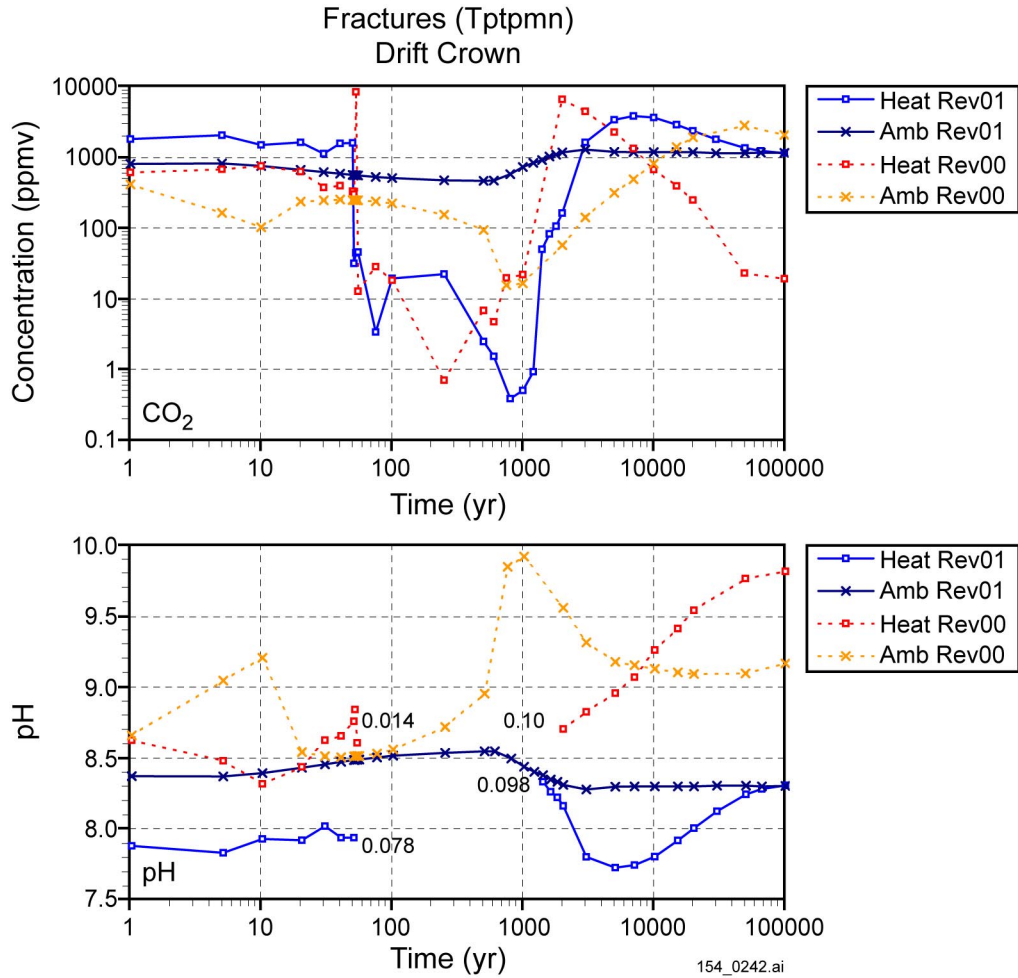 Fractures (Tptpmn)
Drift Crown
Concentration (ppmv)
10000
1000
100
10
1
0.1
CO2
1 10 100 1000 10000 100000
Time (yr)
Heat Rev01
Amb Rev01
Heat Rev00
Amb Rev00
pH
10.0
9.5
9.0
8.5
8.0
7.5
0.014
0.10
0.098
0.078
pH
1 10 100 1000 10000 100000
Time (yr)
Heat Rev01
Amb Rev01
Heat Rev00
Amb Rev00
154_0242.ai